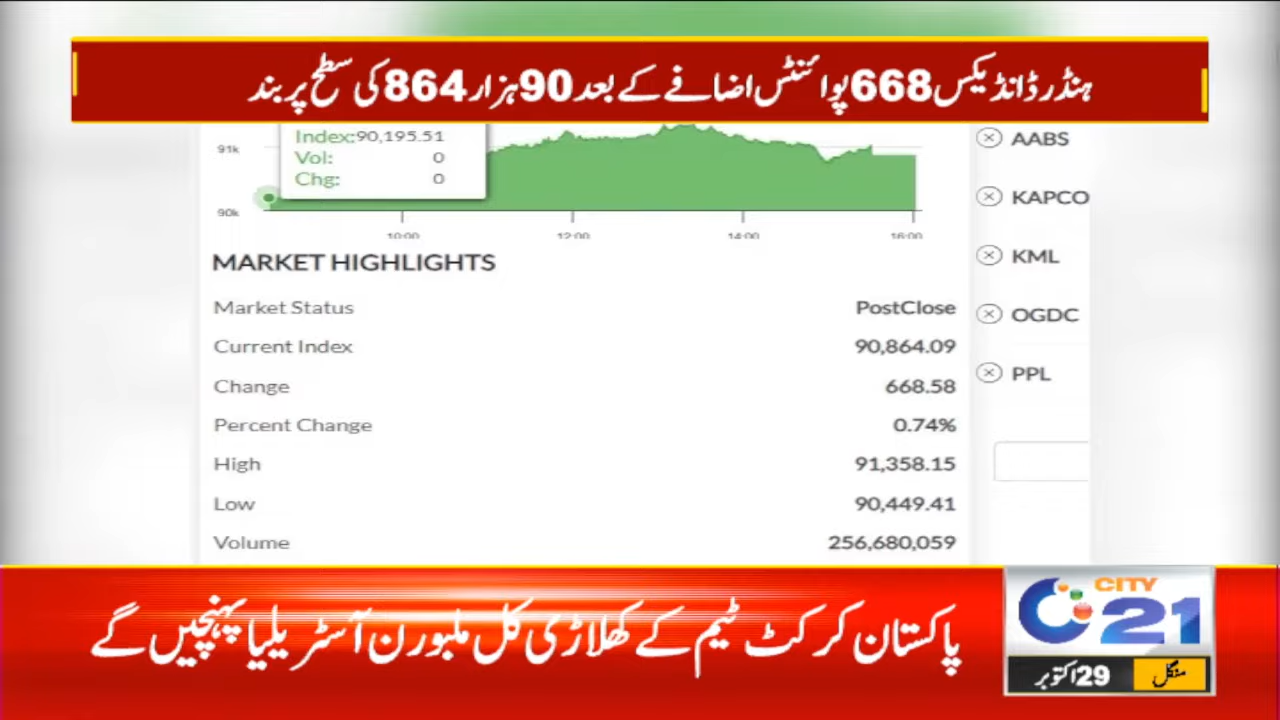 ہنڈرڈ انڈیکس 668 پوائنٹس اضافے کے بعد 90 ہزار 864 کی سطح پر بند
Index: 90,195.51
Vol: 0
Chg: 0
91k
90k
10:00 12:00 14:00 16:00
MARKET HIGHLIGHTS
Market Status PostClose
Current Index 90,864.09
Change 668.58
Percent Change 0.74%
High 91,358.15
Low 90,449.41
Volume 256,680,059
AABS
KAPCO
KML
OGDC
PPL
پاکستان کرکٹ ٹیم کے کھلاڑی کل ملبورن آسٹریلیا پہنچیں گے
CITY
21
منگل 29 اکتوبر